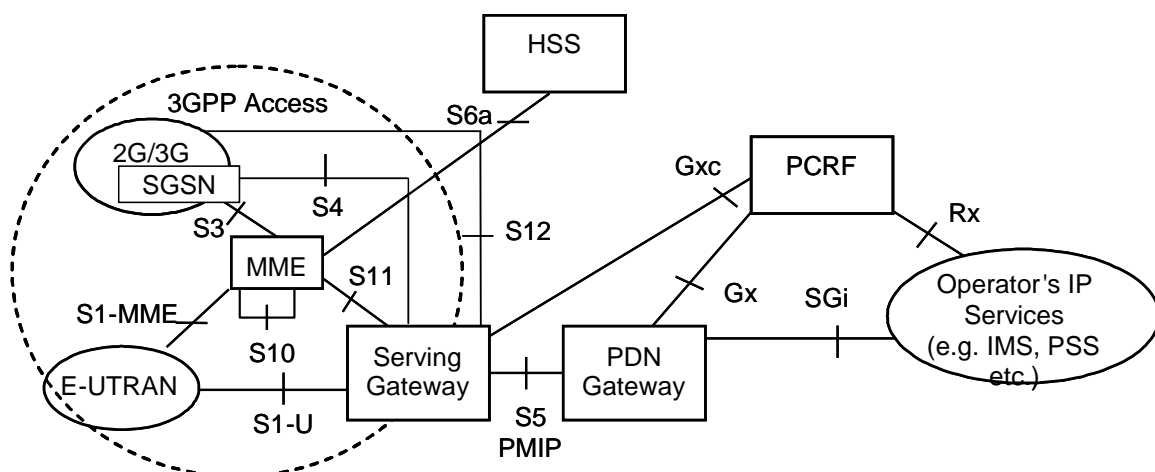 HSS
3GPP Access
S6a
2G/3G
SGSN
S4
S3
S12
MME
S11
S1-MME
S10
Gxc
PCRF
Rx
Gx
SGi
Operator's IP
Services
(e.g. IMS, PSS
etc.)
E-UTRAN
S1-U
Serving
Gateway
S5
PMIP
PDN
Gateway